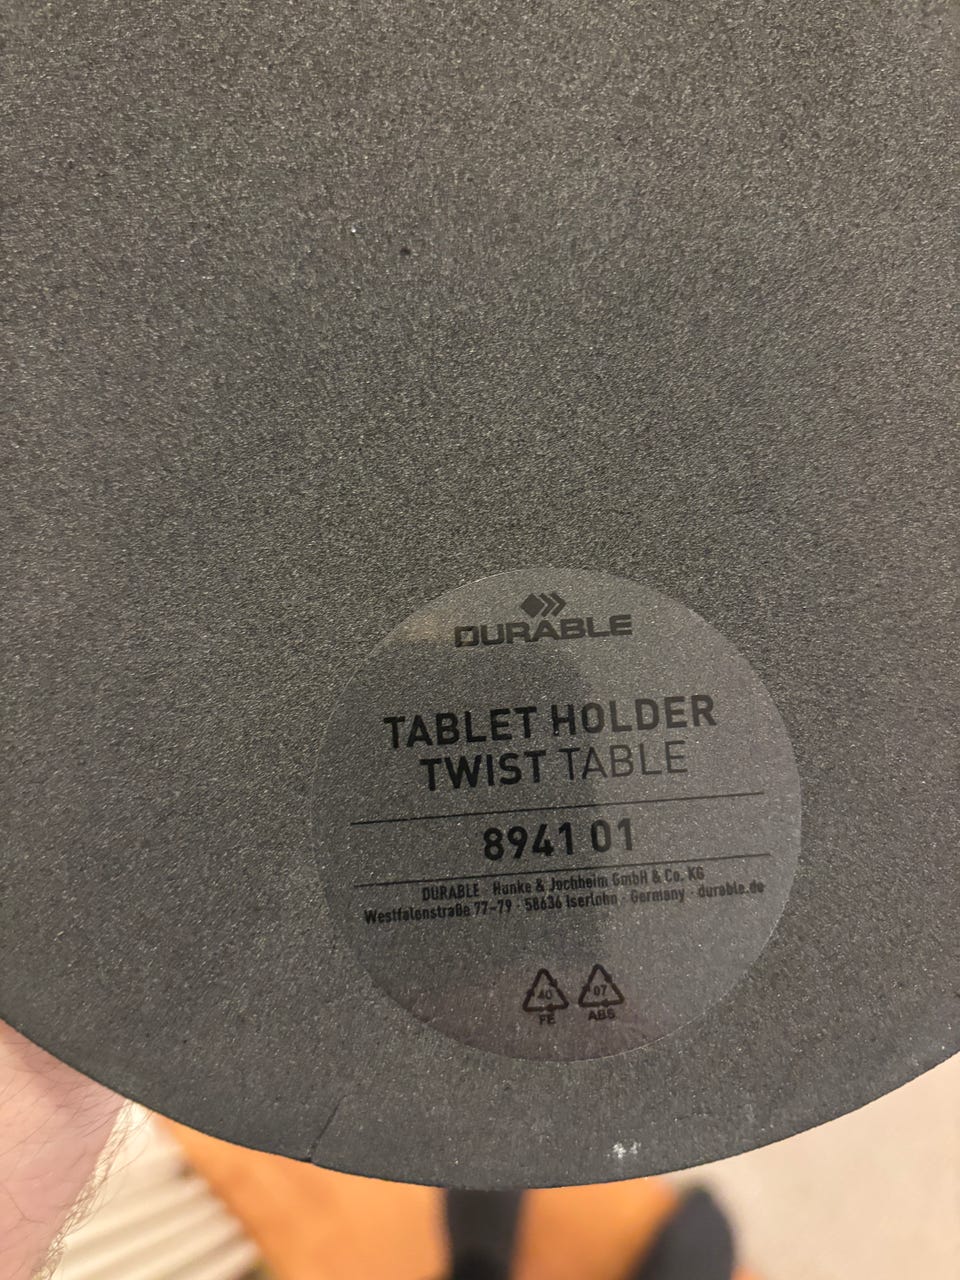 DURABLE
TABLET HOLDER
TWIST TABLE
8941 01
DURABLE · Hunke & Jochheim GmbH & Co. KG
Westfalenstraße 77-79 · 58636 Iserlohn · Germany · durable.de
40
FE
07
ABS